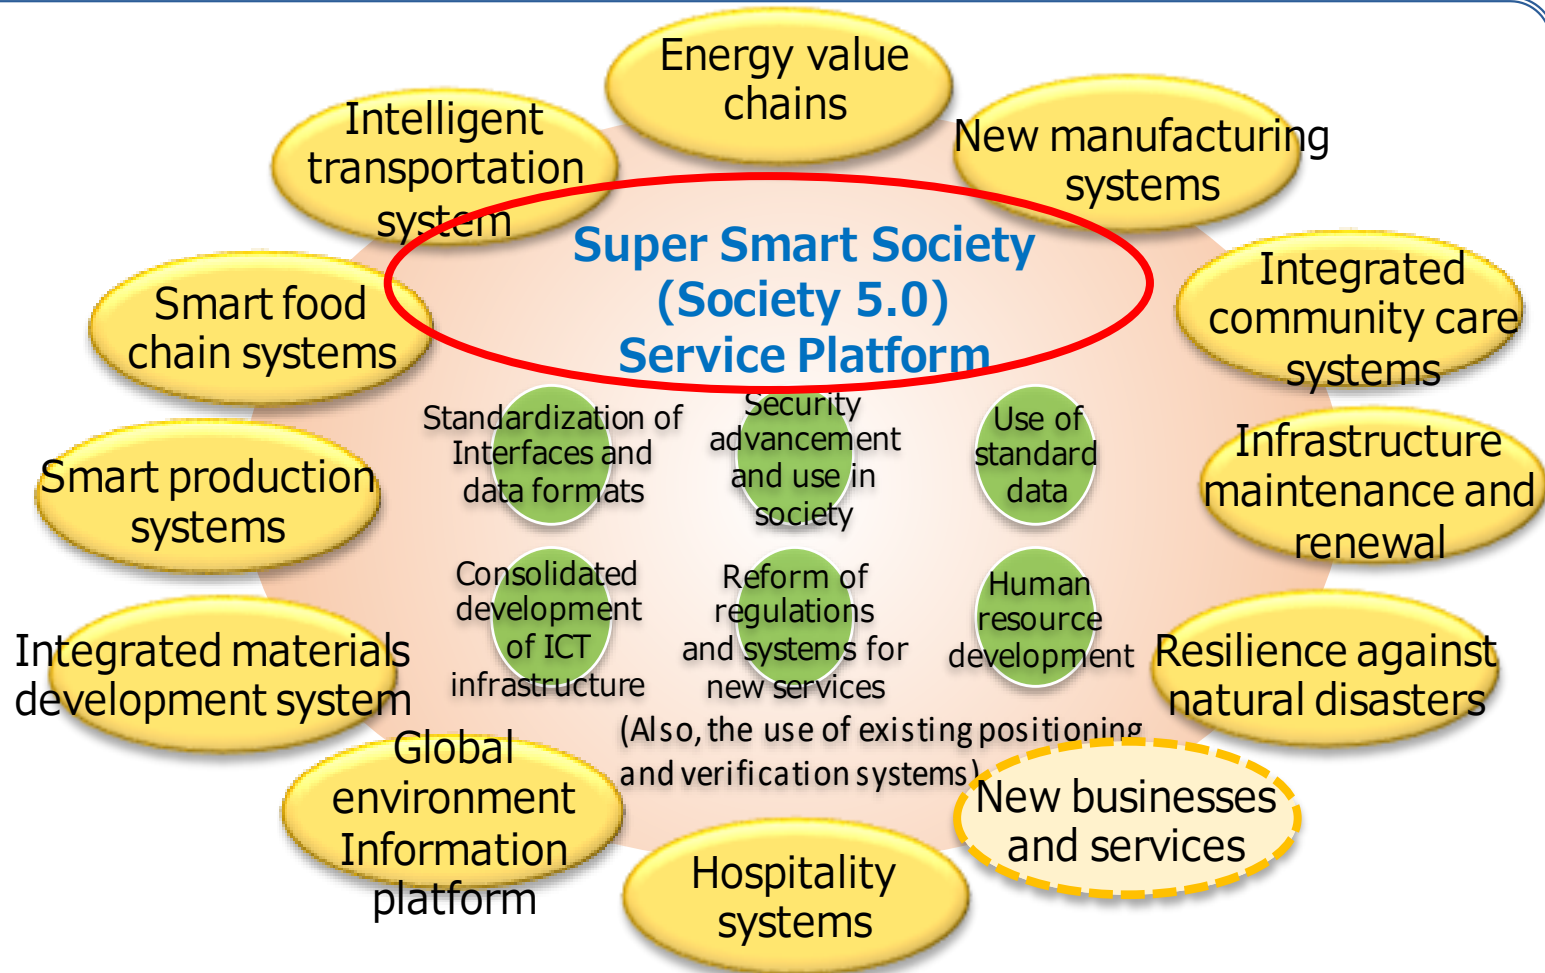 Energy value
chains
New manufacturing
systems
Intelligent
transportation
system
Super Smart Society
(Society 5.0)
Service Platform
Integrated
community care
systems
Smart food
chain systems
Standardization of
Interfaces and
data formats
Security
advancement
and use in
society
Use of
standard
data
Infrastructure
maintenance and
renewal
Smart production
systems
Consolidated
development
of ICT
infrastructure
Reform of
regulations
and systems for
new services
Human
resource
development
Resilience against
natural disasters
Integrated materials
development system
(Also, the use of existing positioning
and verification systems)
Global
environment
Information
platform
New businesses
and services
Hospitality
systems